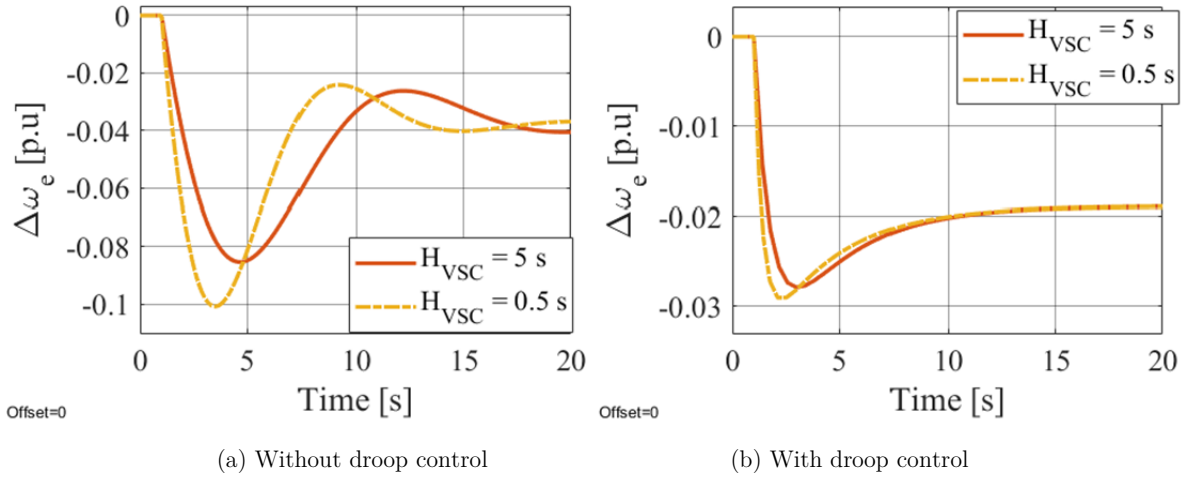 0
-0.02
-0.04
-0.06
-0.08
-0.1
Δω_e [p.u]
H_VSC = 5 s
H_VSC = 0.5 s
0 5 10 15 20
Time [s]
Offset=0
(a) Without droop control
0
-0.01
-0.02
-0.03
Δω_e [p.u]
H_VSC = 5 s
H_VSC = 0.5 s
0 5 10 15 20
Time [s]
Offset=0
(b) With droop control